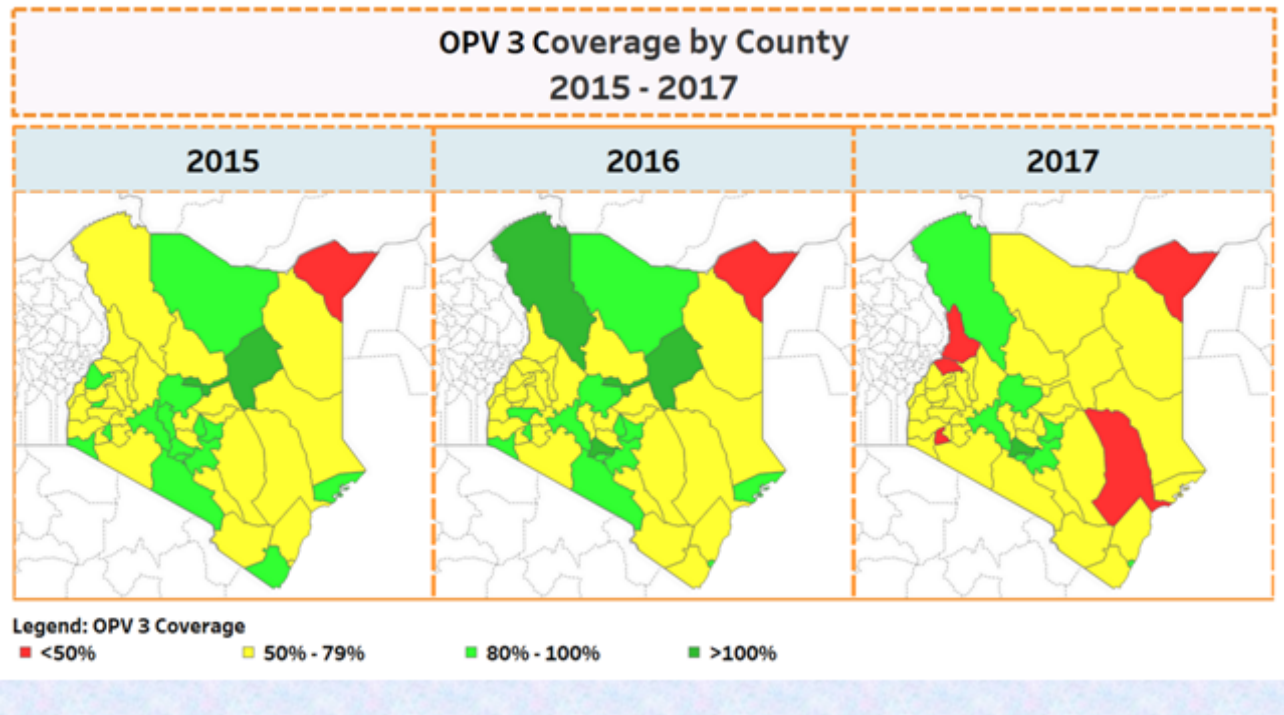 OPV 3 Coverage by County
2015 - 2017
2015
2016
2017
Legend: OPV 3 Coverage
<50%
50% - 79%
80% - 100%
>100%